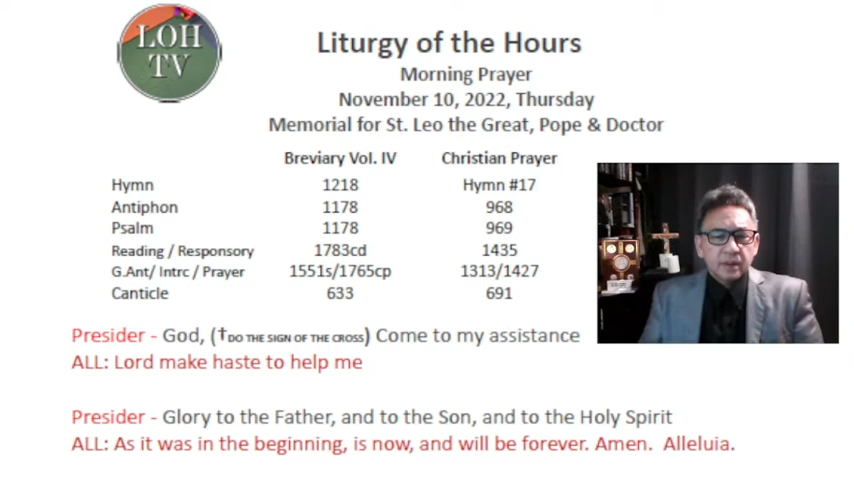 LOH
TV
Liturgy of the Hours
Morning Prayer
November 10, 2022, Thursday
Memorial for St. Leo the Great, Pope & Doctor
Breviary Vol. IV Christian Prayer
Hymn 1218 Hymn #17
Antiphon 1178 968
Psalm 1178 969
Reading / Responsory 1783cd 1435
G.Ant/ Intrc / Prayer 1551s/1765cp 1313/1427
Canticle 633 691
Presider - God, (†DO THE SIGN OF THE CROSS) Come to my assistance
ALL: Lord make haste to help me
Presider - Glory to the Father, and to the Son, and to the Holy Spirit
ALL: As it was in the beginning, is now, and will be forever. Amen. Alleluia.